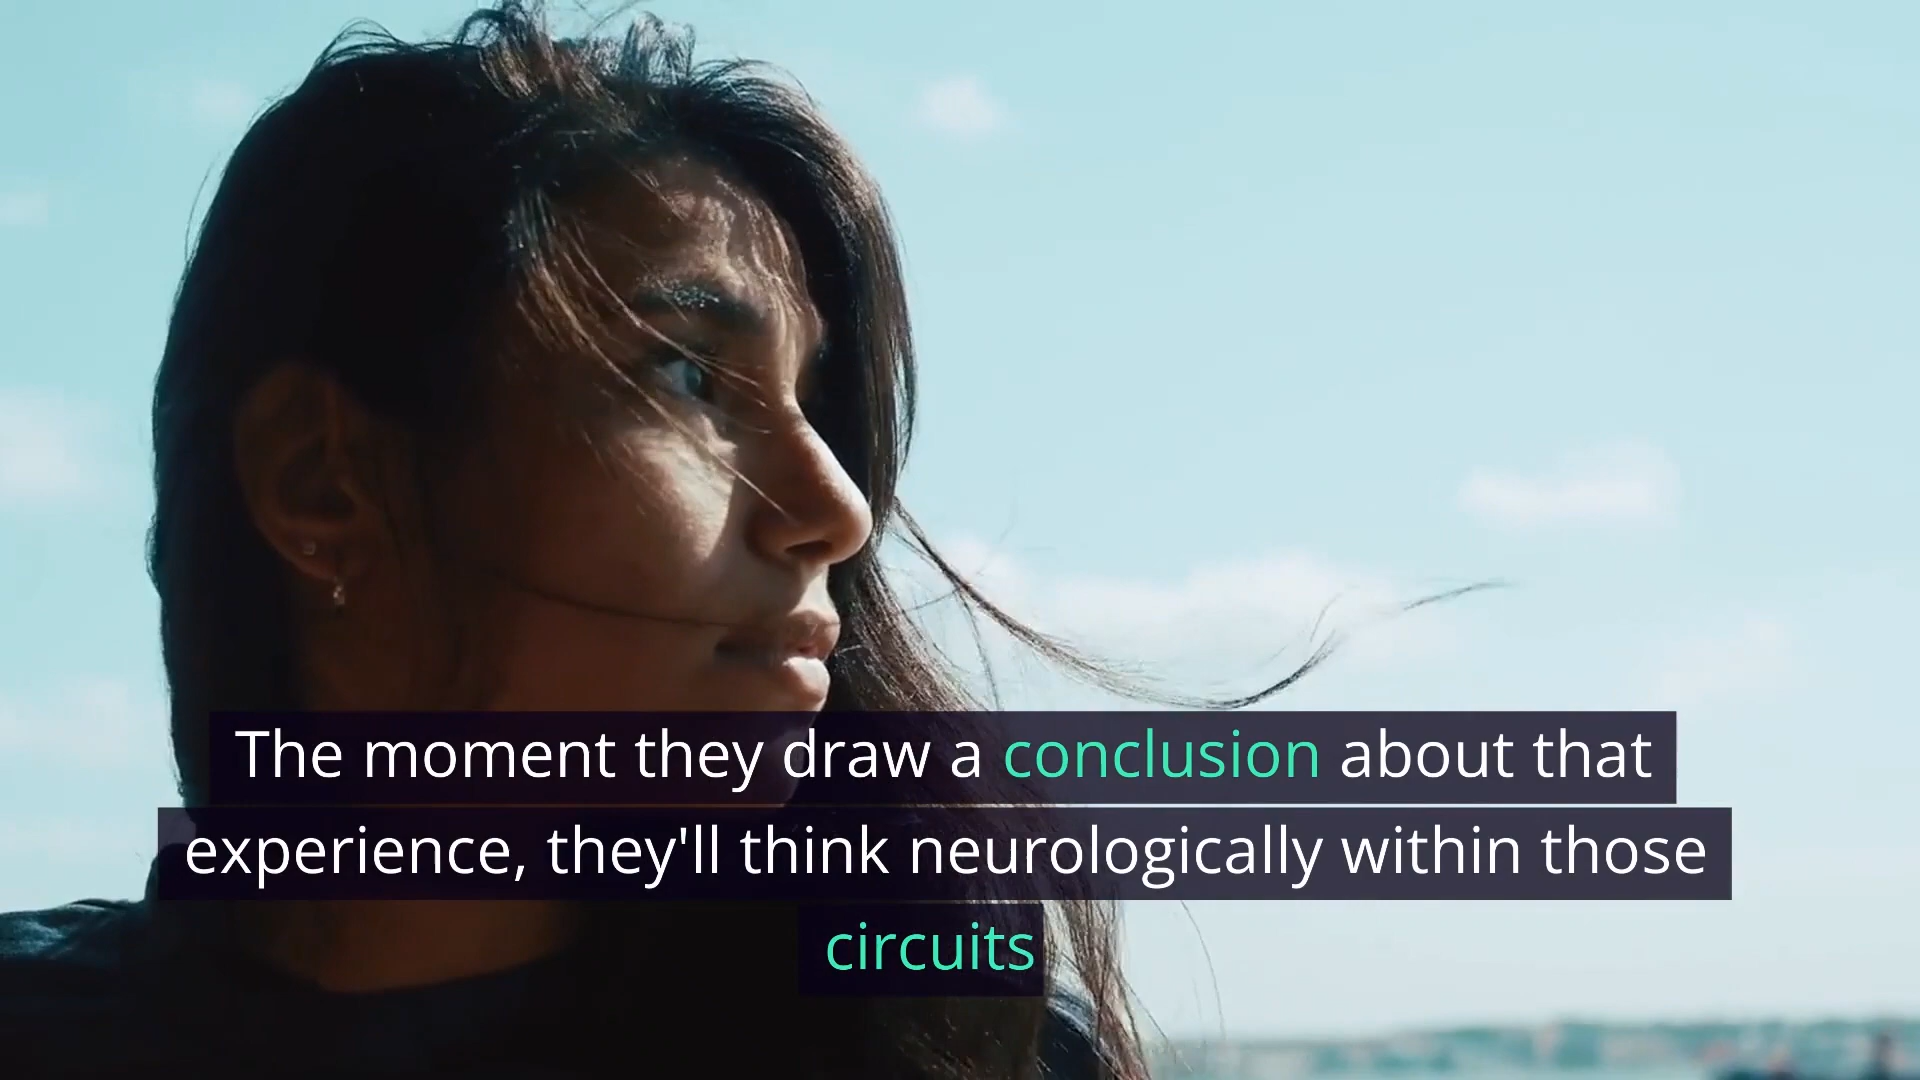 The moment they draw a conclusion about that
experience, they'll think neurologically within those
circuits